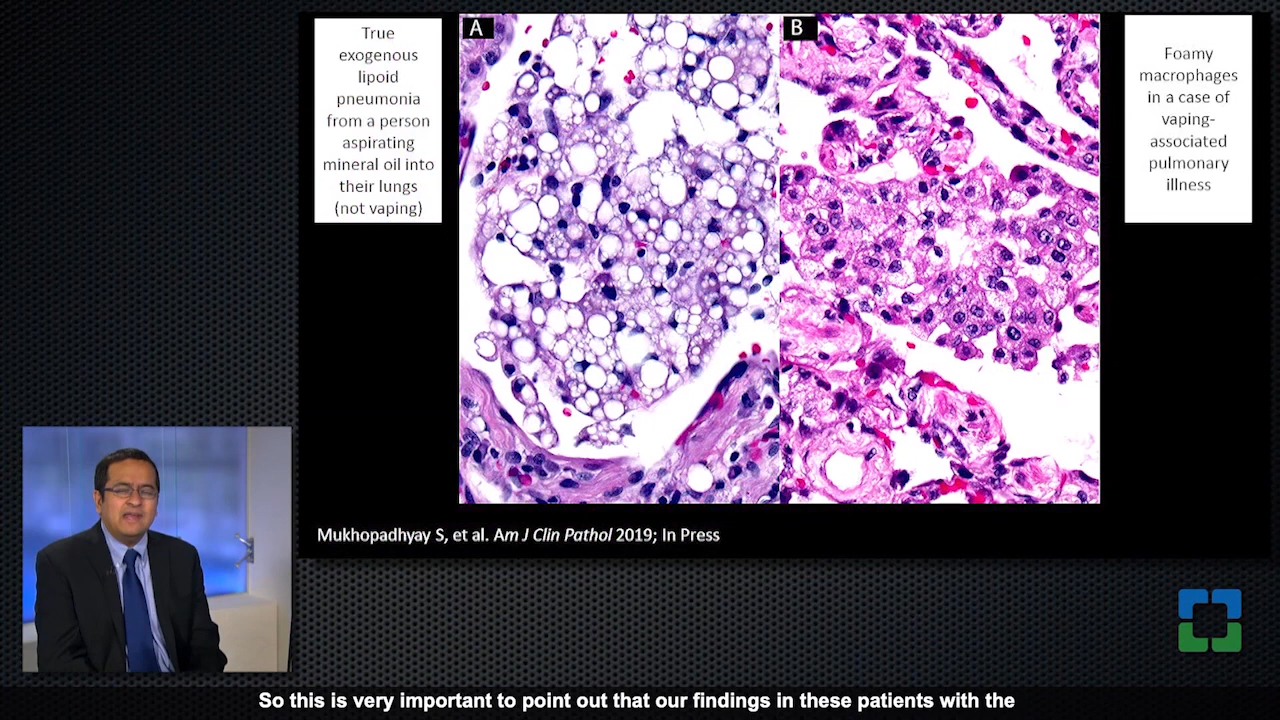 True
exogenous
lipoid
pneumonia
from a person
aspirating
mineral oil into
their lungs
(not vaping)
A
B
Foamy
macrophages
in a case of
vaping-
associated
pulmonary
illness
Mukhopadhyay S, et al. Am J Clin Pathol 2019; In Press
So this is very important to point out that our findings in these patients with the